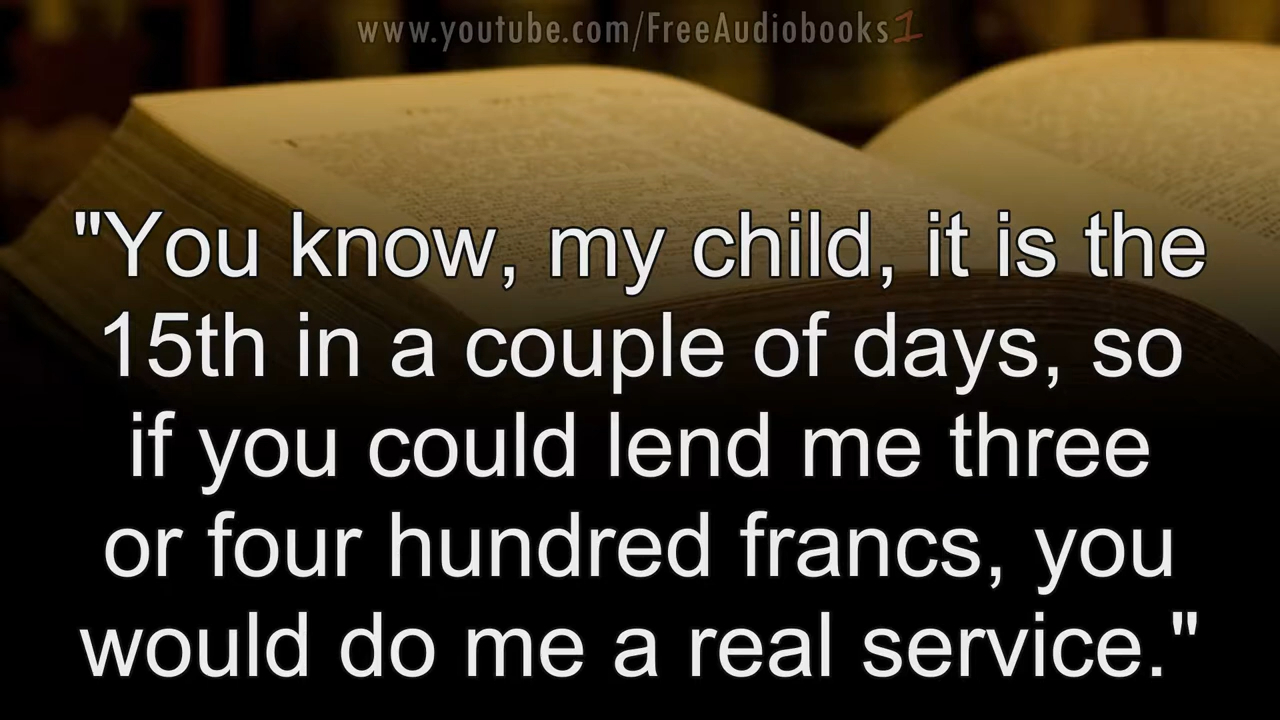 www.youtube.com/FreeAudiobooks1
"You know, my child, it is the
15th in a couple of days, so
if you could lend me three
or four hundred francs, you
would do me a real service."